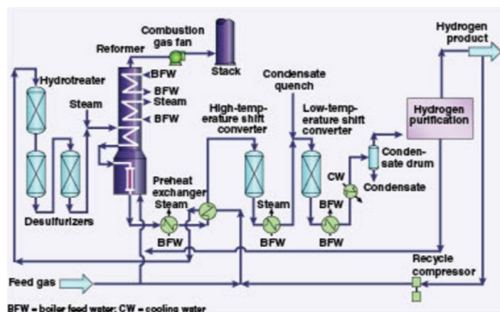 Combustion
gas fan
Hydrogen
product
Reformer
Stack
Hydrotreater
BFW
BFW
Steam
BFW
Steam
Condensate
quench
High-temp-
erature shift
converter
Low-temp-
erature shift
converter
Hydrogen
purification
Conden-
sate drum
CW
Condensate
Preheat
exchanger
Steam
Steam
BFW
Desulfurizers
BFW
BFW
BFW
Feed gas
Recycle
compressor
BFW = boiler feed water; CW = cooling water